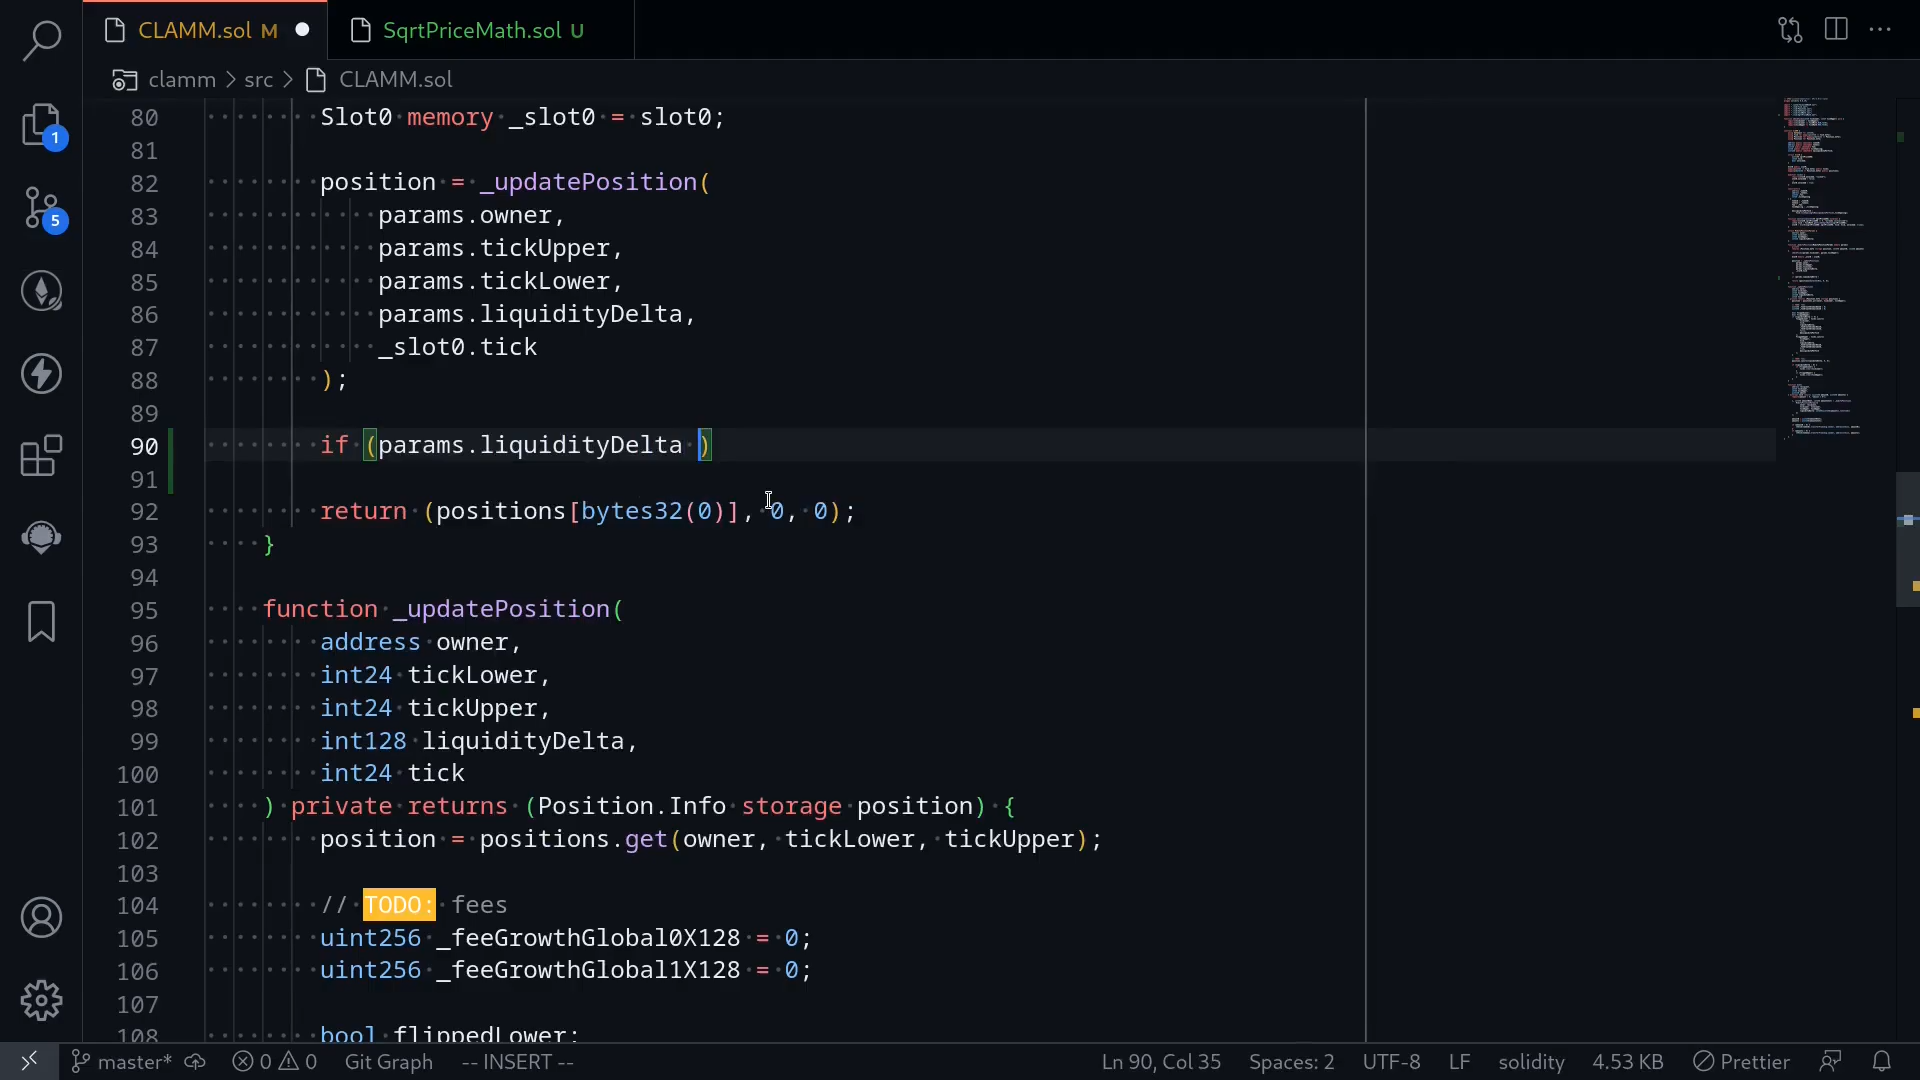 CLAMM.sol M
SqrtPriceMath.sol U
clamm > src > CLAMM.sol
1
5
80 Slot0 memory _slot0 = slot0;
81
82 position = _updatePosition(
83 params.owner,
84 params.tickUpper,
85 params.tickLower,
86 params.liquidityDelta,
87 _slot0.tick
88 );
89
90 if (params.liquidityDelta )
91
92 return (positions[bytes32(0)], 0, 0);
93 }
94
95 function _updatePosition(
96 address owner,
97 int24 tickLower,
98 int24 tickUpper,
99 int128 liquidityDelta,
100 int24 tick
101 ) private returns (Position.Info storage position) {
102 position = positions.get(owner, tickLower, tickUpper);
103
104 // TODO: fees
105 uint256 _feeGrowthGlobal0X128 = 0;
106 uint256 _feeGrowthGlobal1X128 = 0;
107
108 bool flippedLower;
master* 0 0 Git Graph -- INSERT -- Ln 90, Col 35 Spaces: 2 UTF-8 LF solidity 4.53 KB Prettier